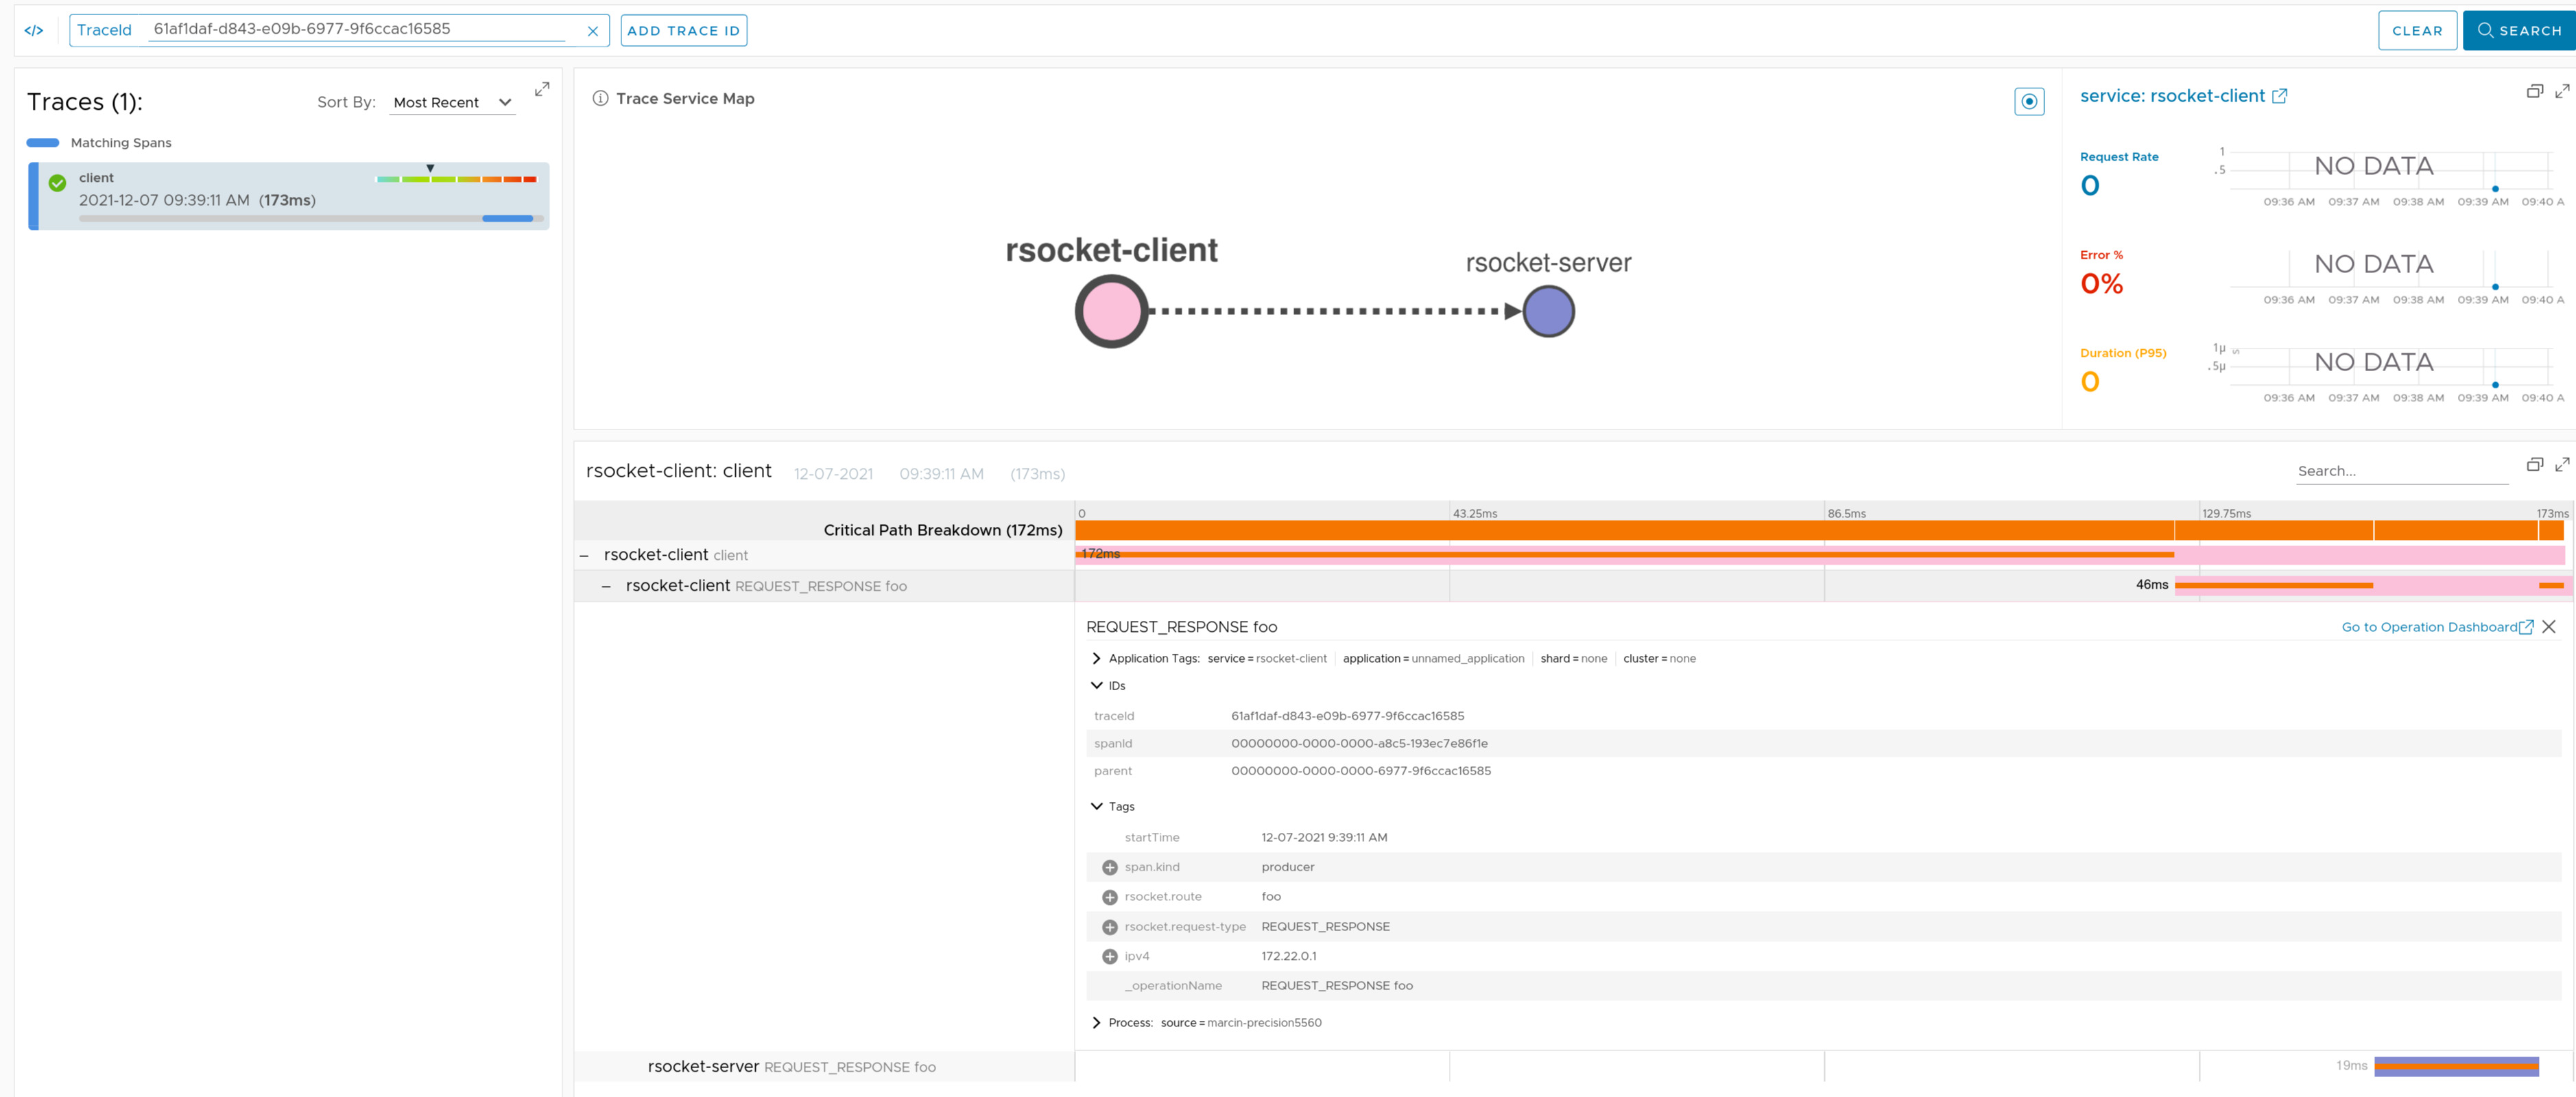 </>
TraceId 61af1daf-d843-e09b-6977-9f6ccac16585 × ADD TRACE ID
CLEAR SEARCH
Traces (1):
Sort By: Most Recent
Matching Spans
client
2021-12-07 09:39:11 AM (173ms)
Trace Service Map
rsocket-client
rsocket-server
service: rsocket-client
Request Rate
0
1
.5
NO DATA
09:36 AM 09:37 AM 09:38 AM 09:39 AM 09:40 A
Error %
0%
NO DATA
09:36 AM 09:37 AM 09:38 AM 09:39 AM 09:40 A
Duration (P95)
0
1µ s
.5µ
NO DATA
09:36 AM 09:37 AM 09:38 AM 09:39 AM 09:40 A
rsocket-client: client 12-07-2021 09:39:11 AM (173ms)
Search...
0 43.25ms 86.5ms 129.75ms 173ms
Critical Path Breakdown (172ms)
− rsocket-client client 172ms
− rsocket-client REQUEST_RESPONSE foo 46ms
REQUEST_RESPONSE foo
Go to Operation Dashboard
Application Tags: service = rsocket-client application = unnamed_application shard = none cluster = none
IDs
traceId 61af1daf-d843-e09b-6977-9f6ccac16585
spanId 00000000-0000-0000-a8c5-193ec7e86f1e
parent 00000000-0000-0000-6977-9f6ccac16585
Tags
startTime 12-07-2021 9:39:11 AM
span.kind producer
rsocket.route foo
rsocket.request-type REQUEST_RESPONSE
ipv4 172.22.0.1
_operationName REQUEST_RESPONSE foo
Process: source = marcin-precision5560
rsocket-server REQUEST_RESPONSE foo 19ms